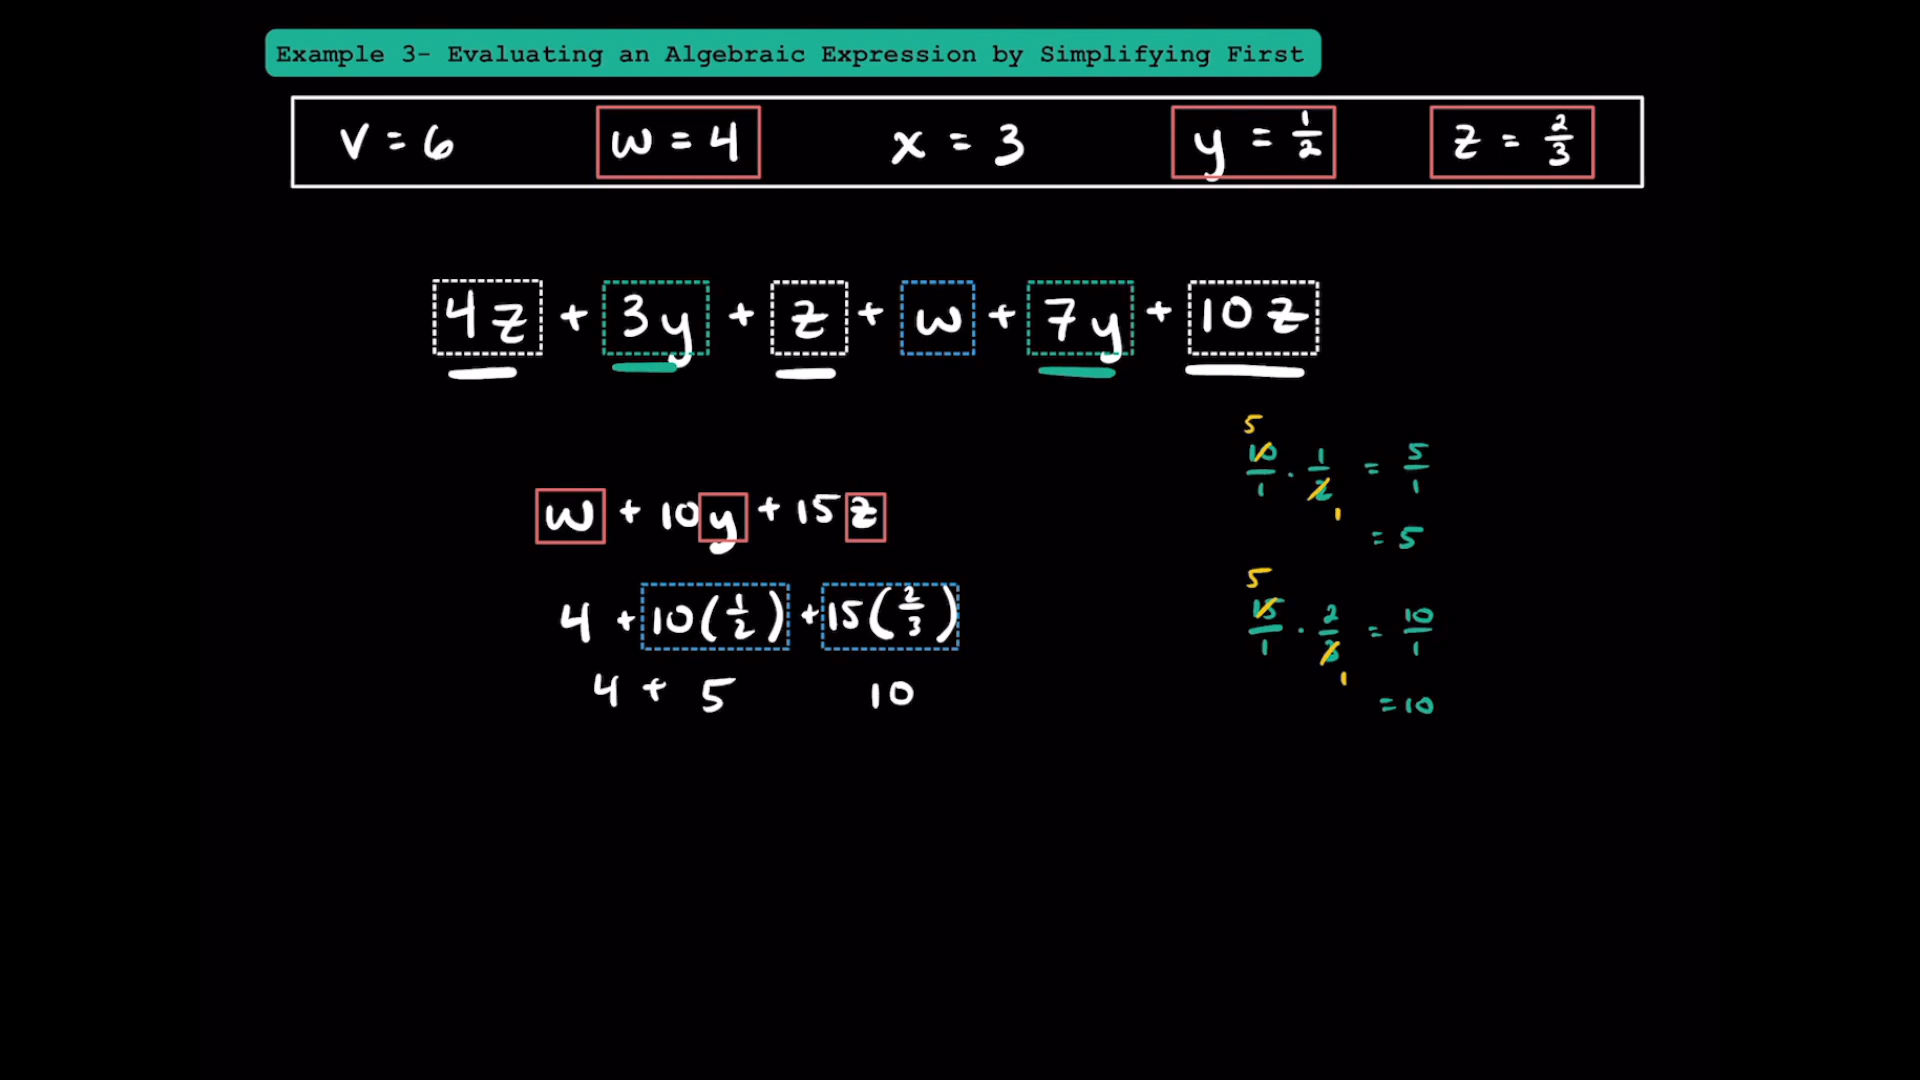 Example 3- Evaluating an Algebraic Expression by Simplifying First
v = 6 w = 4 x = 3 y = 1/2 z = 2/3
4z + 3y + z + w + 7y + 10z
5
10/1 · 1/2 = 5/1
1
= 5
w + 10y + 15z
5
4 + 10(1/2) + 15(2/3)
15/1 · 2/3 = 10/1
1
4 + 5 10
= 10